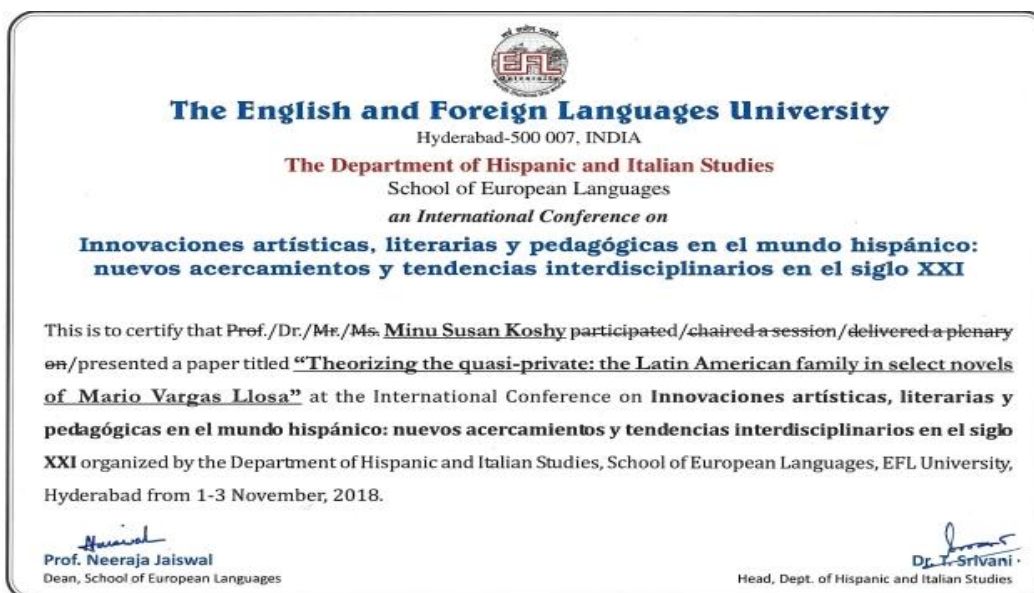 EFL
University
The English and Foreign Languages University
Hyderabad-500 007, INDIA
The Department of Hispanic and Italian Studies
School of European Languages
an International Conference on
Innovaciones artísticas, literarias y pedagógicas en el mundo hispánico:
nuevos acercamientos y tendencias interdisciplinarios en el siglo XXI
This is to certify that Prof./Dr./Mr./Ms. Minu Susan Koshy participated/chaired a session/delivered a plenary
on/presented a paper titled “Theorizing the quasi-private: the Latin American family in select novels
of Mario Vargas Llosa” at the International Conference on Innovaciones artísticas, literarias y
pedagógicas en el mundo hispánico: nuevos acercamientos y tendencias interdisciplinarios en el siglo
XXI organized by the Department of Hispanic and Italian Studies, School of European Languages, EFL University,
Hyderabad from 1-3 November, 2018.
Prof. Neeraja Jaiswal
Dean, School of European Languages
Dr. T. Srivani
Head, Dept. of Hispanic and Italian Studies